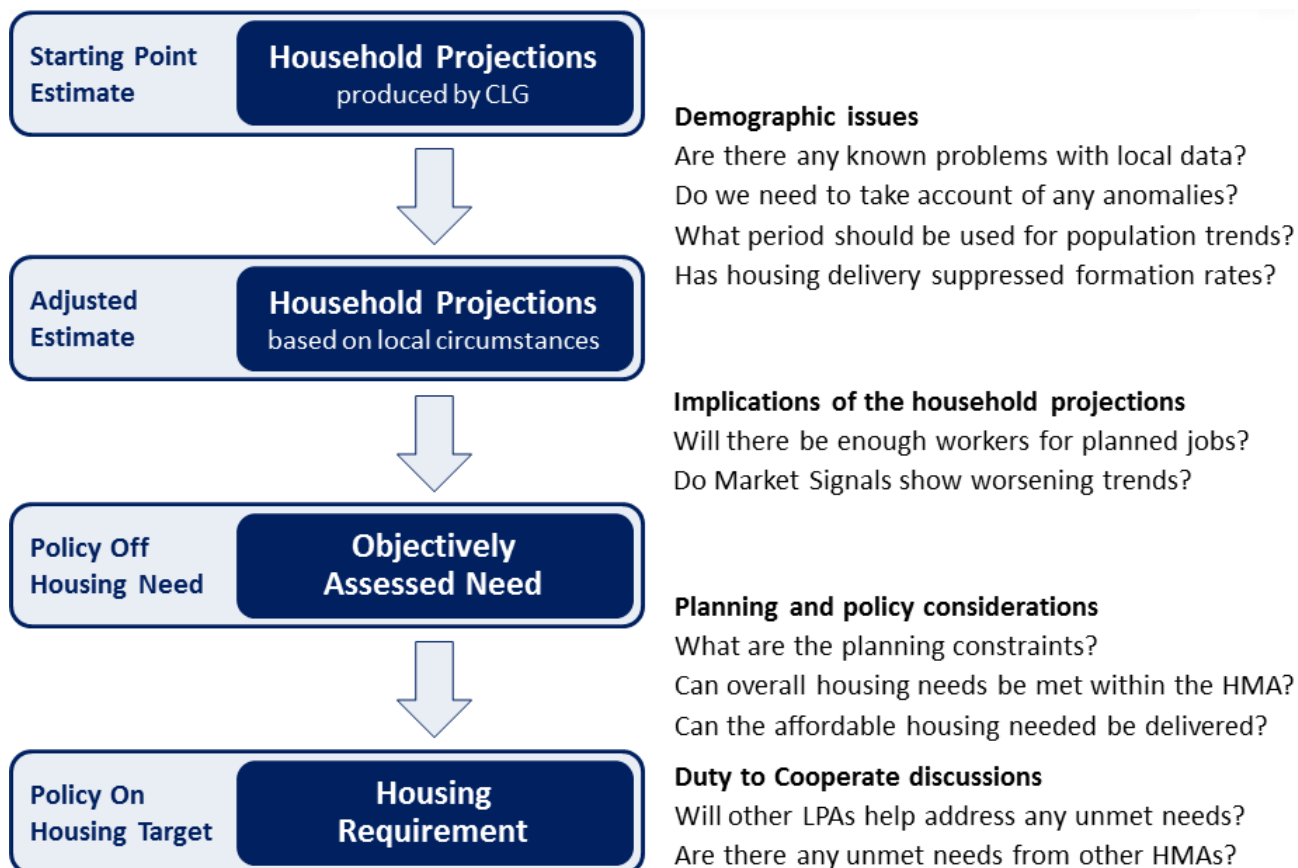 Starting Point
Estimate
Household Projections
produced by CLG
Demographic issues
Are there any known problems with local data?
Do we need to take account of any anomalies?
What period should be used for population trends?
Has housing delivery suppressed formation rates?
Adjusted
Estimate
Household Projections
based on local circumstances
Implications of the household projections
Will there be enough workers for planned jobs?
Do Market Signals show worsening trends?
Policy Off
Housing Need
Objectively
Assessed Need
Planning and policy considerations
What are the planning constraints?
Can overall housing needs be met within the HMA?
Can the affordable housing needed be delivered?
Policy On
Housing Target
Housing
Requirement
Duty to Cooperate discussions
Will other LPAs help address any unmet needs?
Are there any unmet needs from other HMAs?